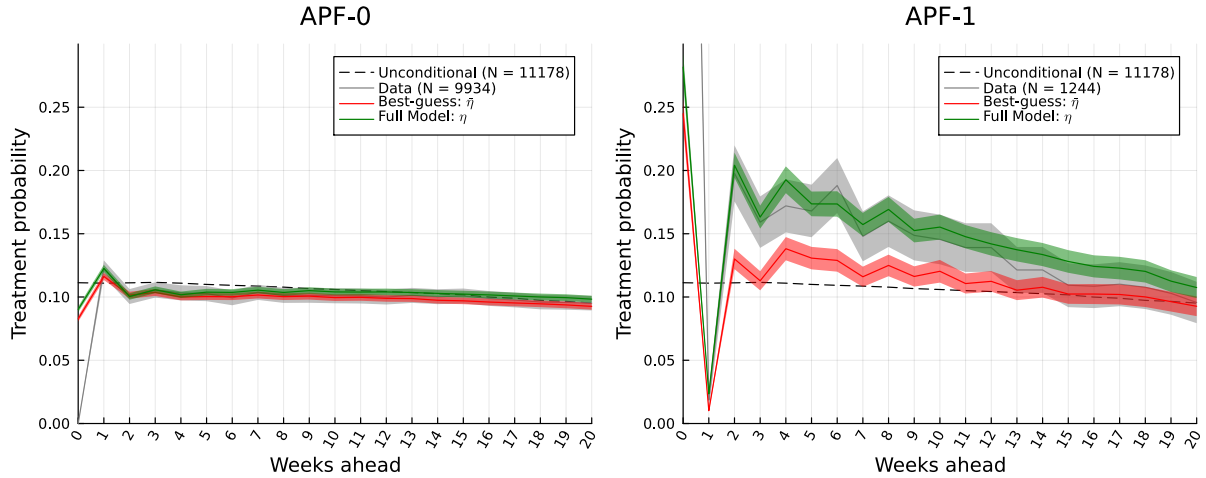 APF-0
Treatment probability
0.25
0.20
0.15
0.10
0.05
0.00
Unconditional (N = 11178)
Data (N = 9934)
Best-guess: η̄
Full Model: η
0 1 2 3 4 5 6 7 8 9 10 11 12 13 14 15 16 17 18 19 20
Weeks ahead
APF-1
Treatment probability
0.25
0.20
0.15
0.10
0.05
0.00
Unconditional (N = 11178)
Data (N = 1244)
Best-guess: η̄
Full Model: η
0 1 2 3 4 5 6 7 8 9 10 11 12 13 14 15 16 17 18 19 20
Weeks ahead